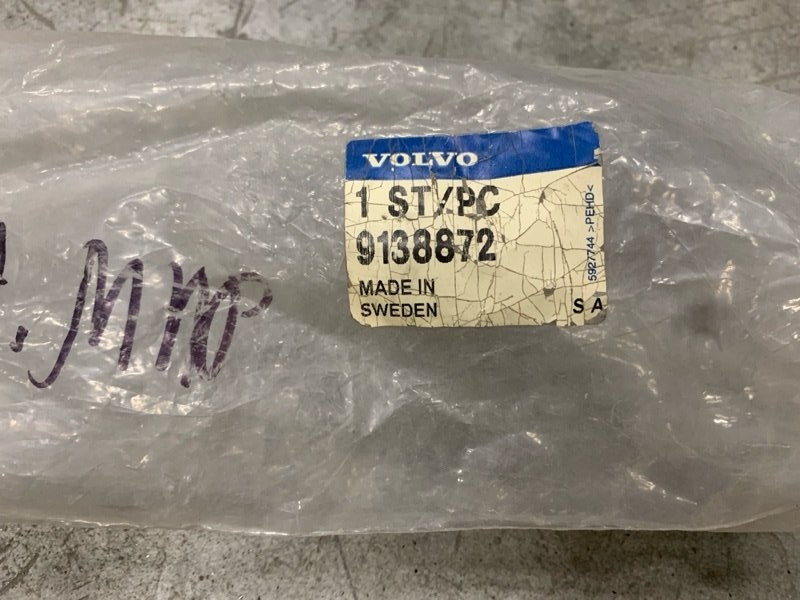 VOLVO
1 ST/PC
9138872
MADE IN
SWEDEN
S A
5927744 >PEHD<